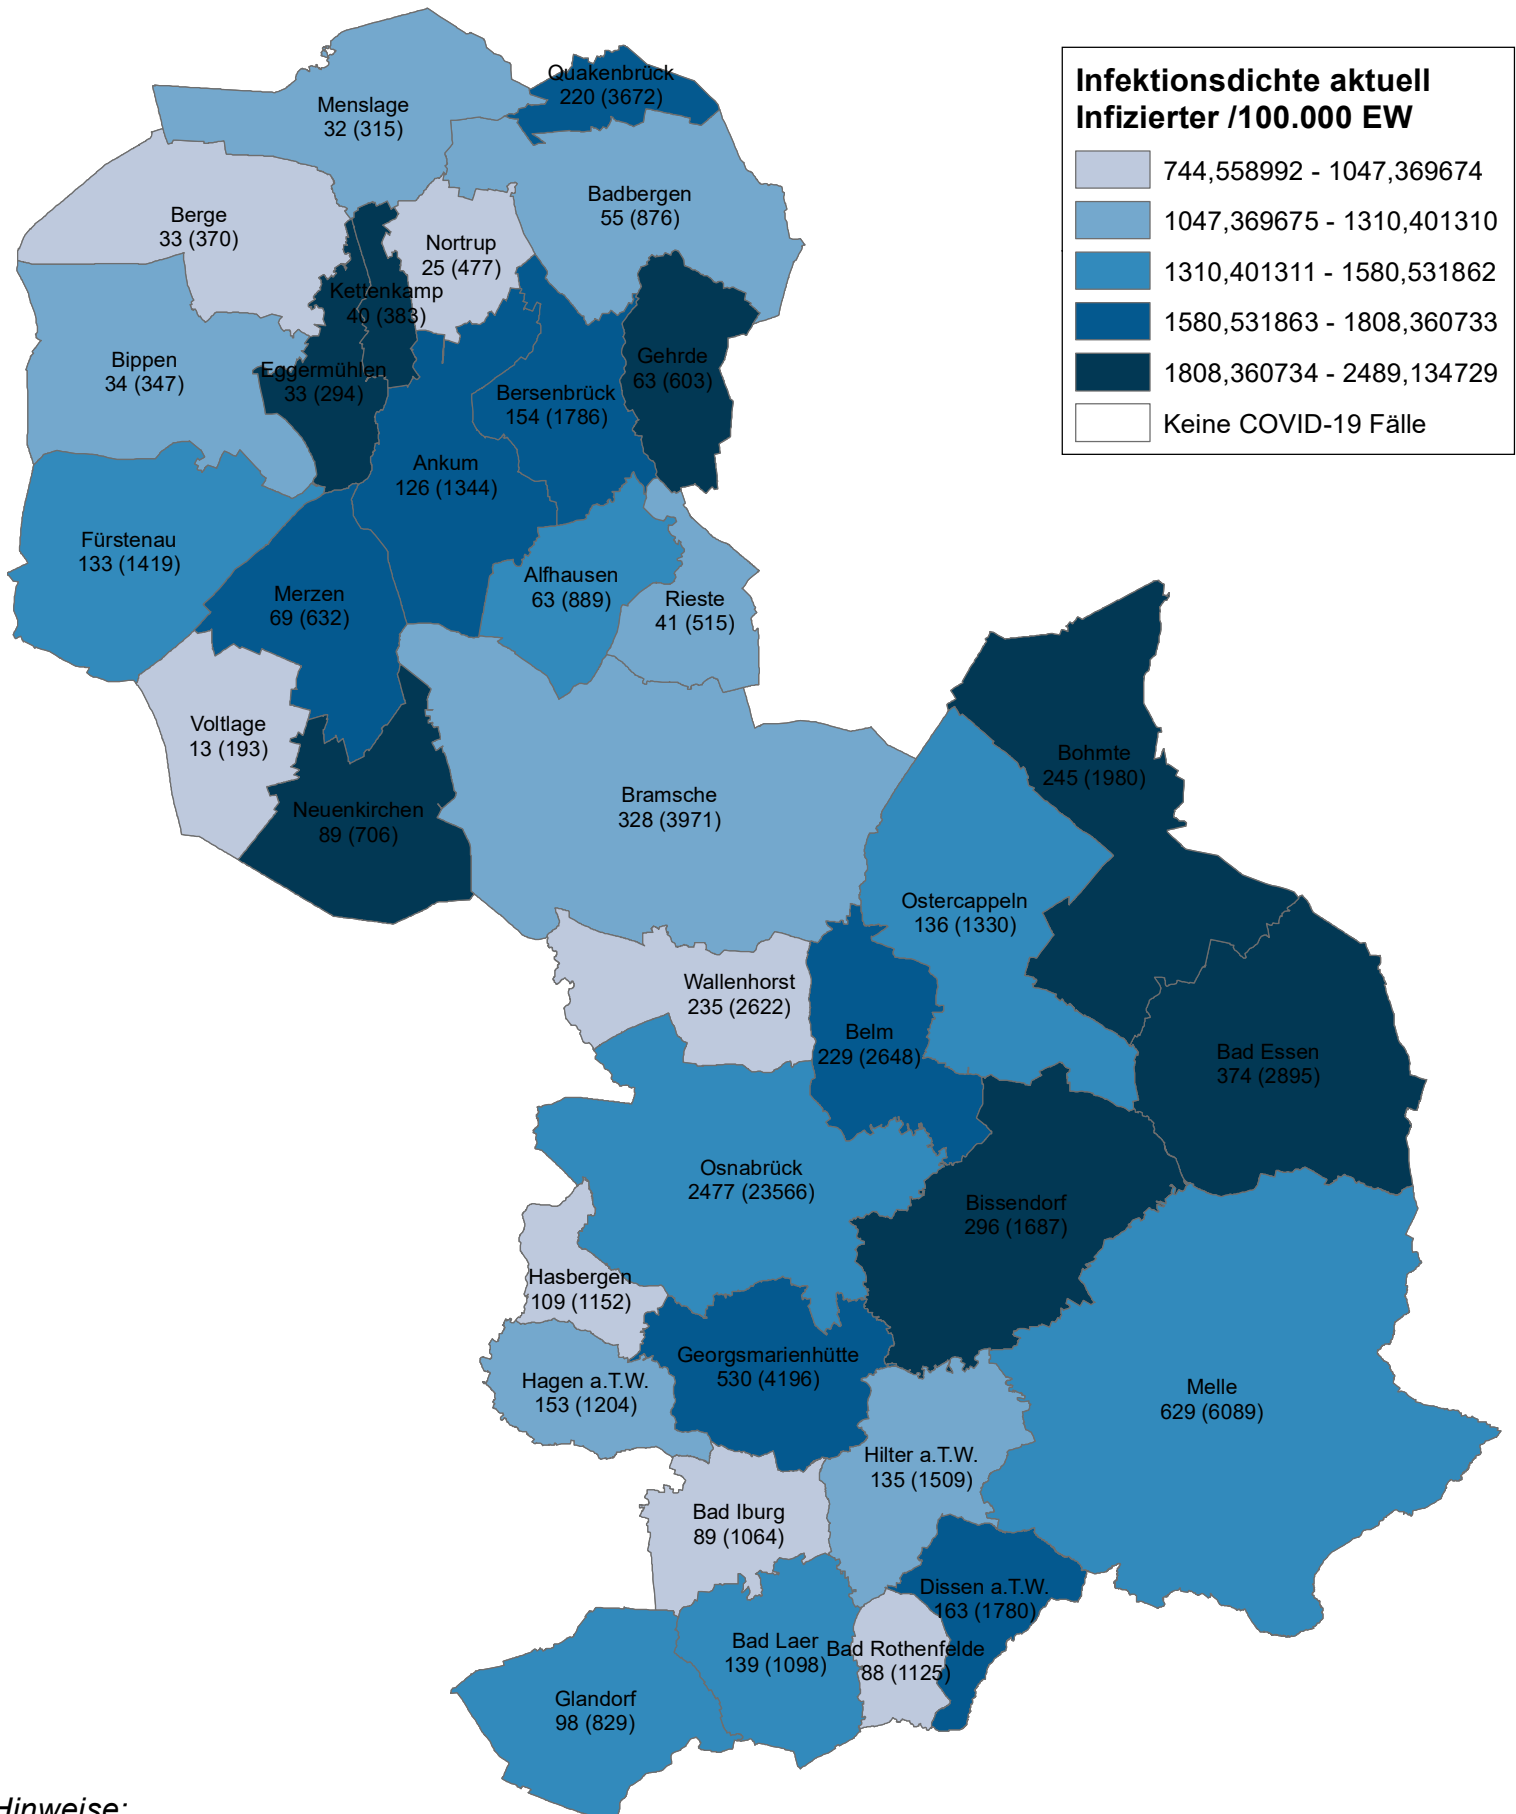 Infektionsdichte aktuell
Infizierter /100.000 EW
744,558992 - 1047,369674
1047,369675 - 1310,401310
1310,401311 - 1580,531862
1580,531863 - 1808,360733
1808,360734 - 2489,134729
Keine COVID-19 Fälle
Quakenbrück
220 (3672)
Menslage
32 (315)
Badbergen
55 (876)
Berge
33 (370)
Nortrup
25 (477)
Kettenkamp
40 (383)
Bippen
34 (347)
Eggermühlen
33 (294)
Gehrde
63 (603)
Bersenbrück
154 (1786)
Ankum
126 (1344)
Fürstenau
133 (1419)
Alfhausen
63 (889)
Merzen
69 (632)
Rieste
41 (515)
Voltlage
13 (193)
Bohmte
245 (1980)
Neuenkirchen
89 (706)
Bramsche
328 (3971)
Ostercappeln
136 (1330)
Wallenhorst
235 (2622)
Belm
229 (2648)
Bad Essen
374 (2895)
Osnabrück
2477 (23566)
Bissendorf
296 (1687)
Hasbergen
109 (1152)
Georgsmarienhütte
530 (4196)
Hagen a.T.W.
153 (1204)
Melle
629 (6089)
Hilter a.T.W.
135 (1509)
Bad Iburg
89 (1064)
Dissen a.T.W.
163 (1780)
Bad Laer
139 (1098)
Bad Rothenfelde
88 (1125)
Glandorf
98 (829)
Hinweise: